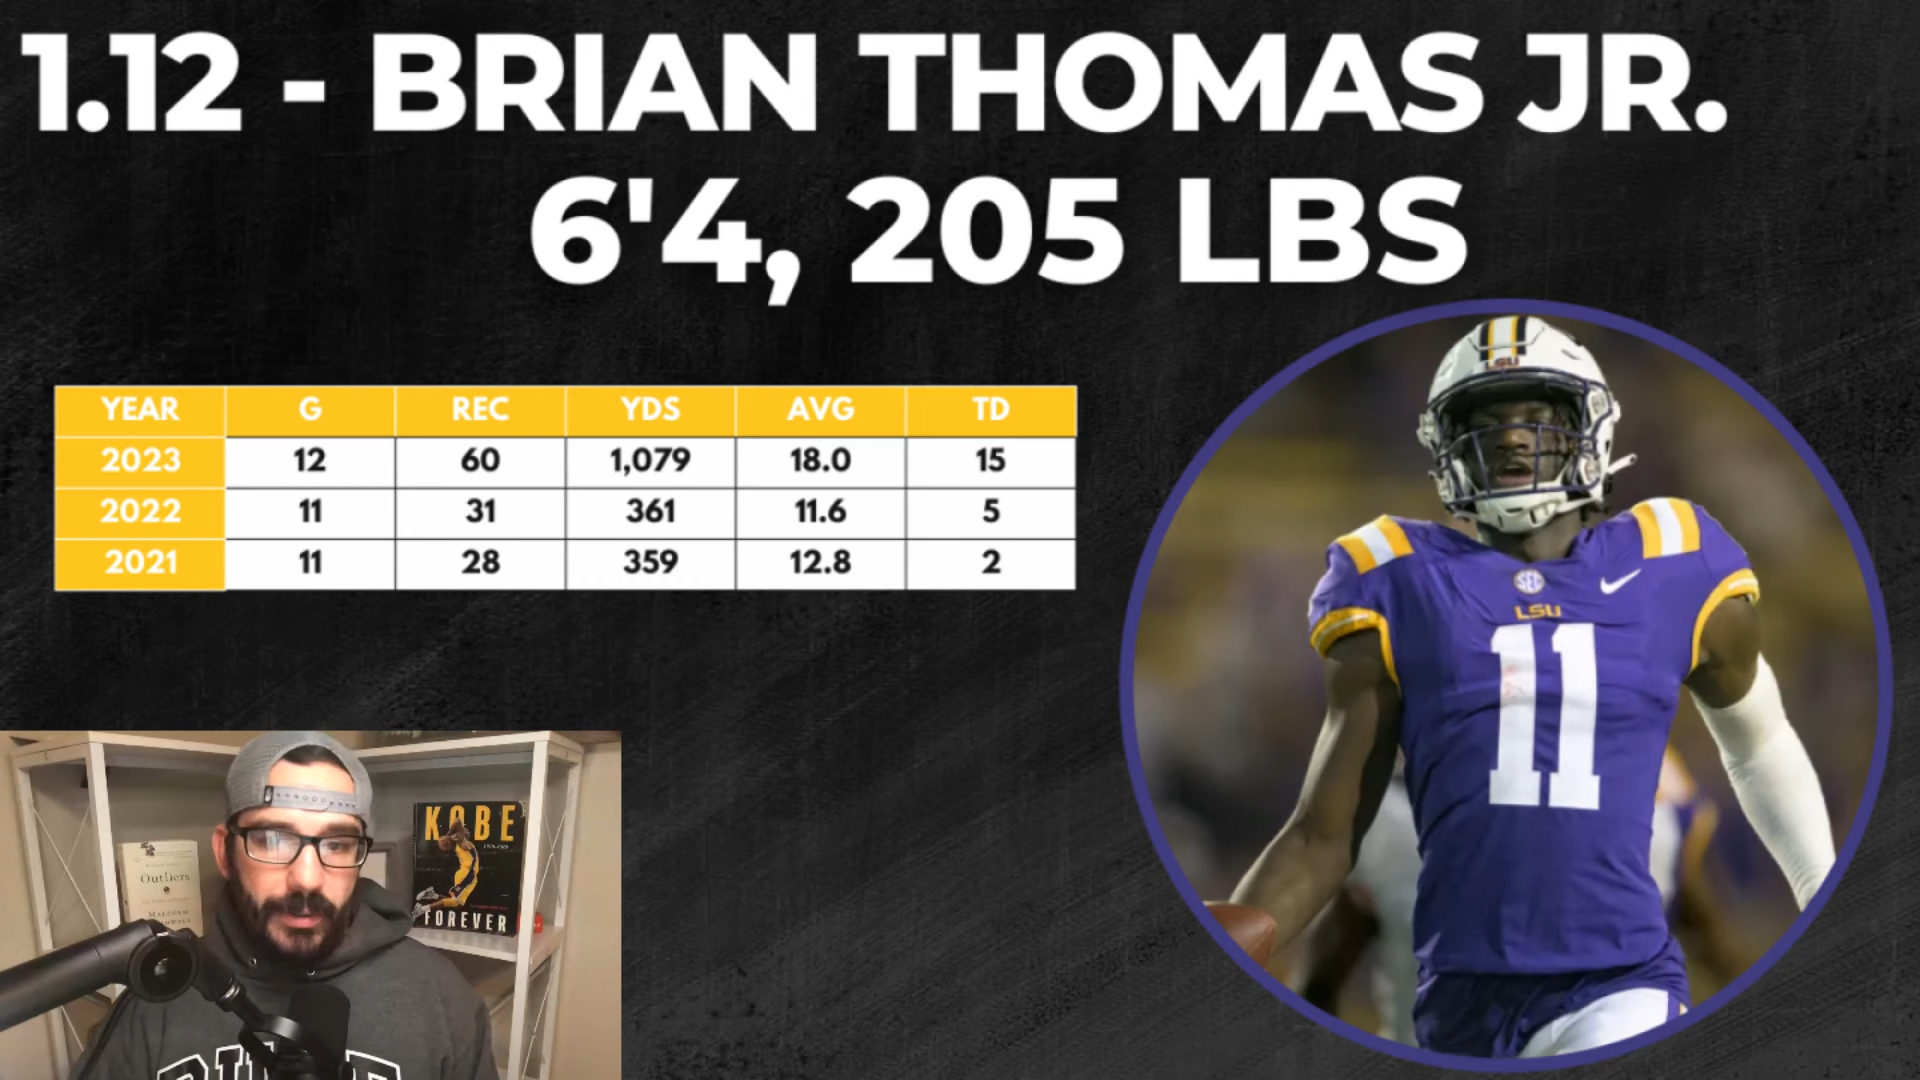 1.12 - BRIAN THOMAS JR.
6'4, 205 LBS
YEAR G REC YDS AVG TD
2023 12 60 1,079 18.0 15
2022 11 31 361 11.6 5
2021 11 28 359 12.8 2
LSU
SEC
LSU
11
KOBE
FOREVER
Outliers